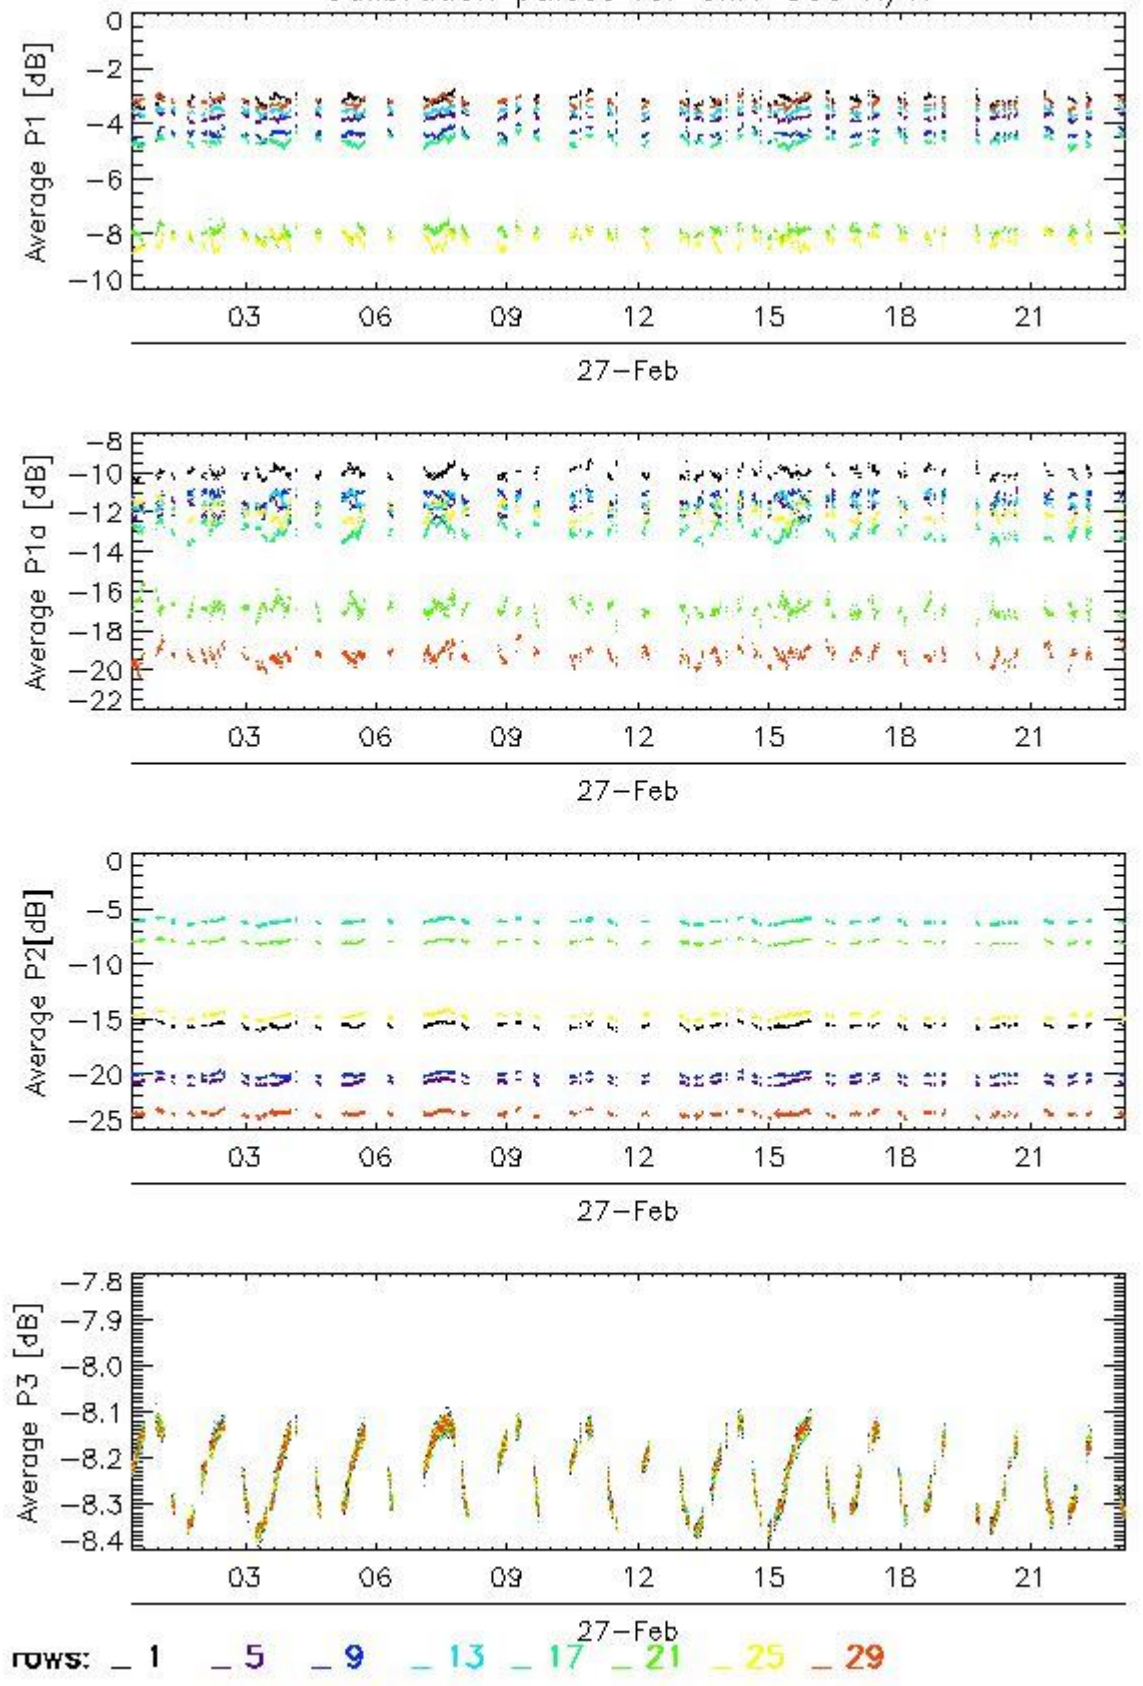 Average P1 [dB]
0
-2
-4
-6
-8
-10
03 06 09 12 15 18 21
27-Feb
Average P1a [dB]
-8
-10
-12
-14
-16
-18
-20
-22
03 06 09 12 15 18 21
27-Feb
Average P2[dB]
0
-5
-10
-15
-20
-25
03 06 09 12 15 18 21
27-Feb
Average P3 [dB]
-7.8
-7.9
-8.0
-8.1
-8.2
-8.3
-8.4
03 06 09 12 15 18 21
27-Feb
rows: _ 1 _ 5 _ 9 _ 13 _ 17 _ 21 _ 25 _ 29